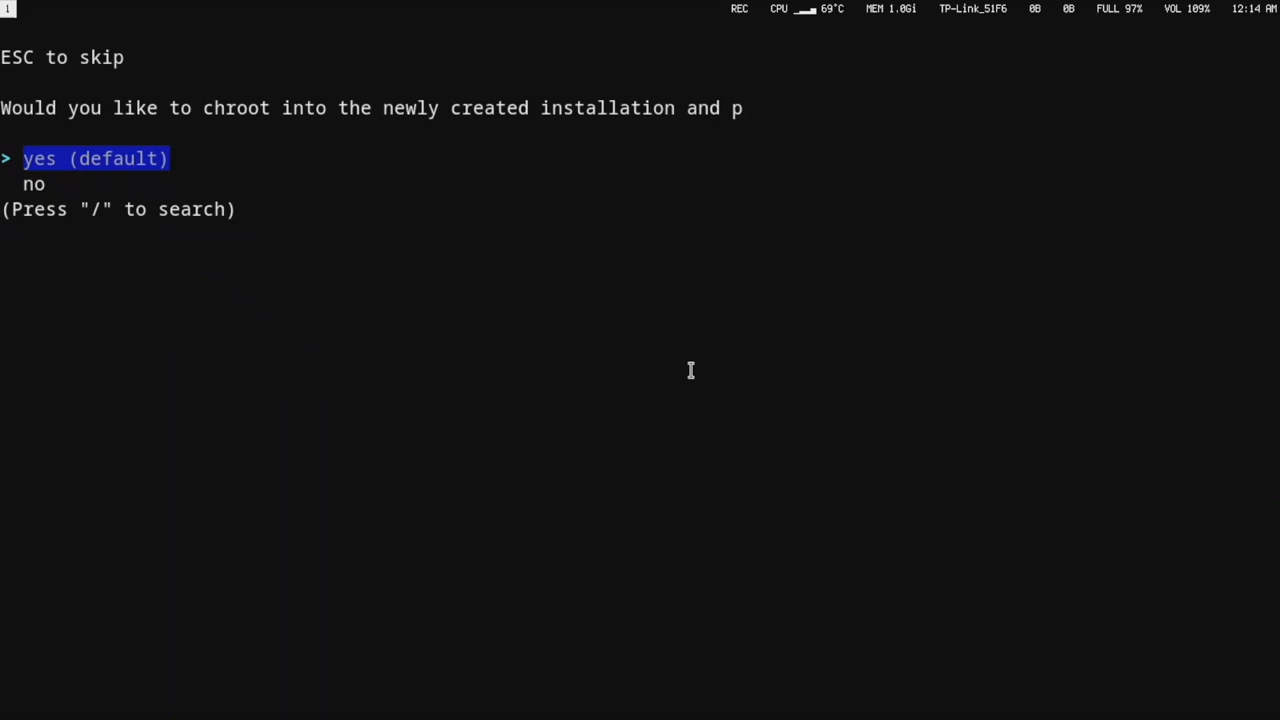 1 REC CPU 69°C MEM 1.0Gi TP-Link_51F6 0B 0B FULL 97% VOL 109% 12:14 AM
ESC to skip
Would you like to chroot into the newly created installation and p
> yes (default)
no
(Press "/" to search)